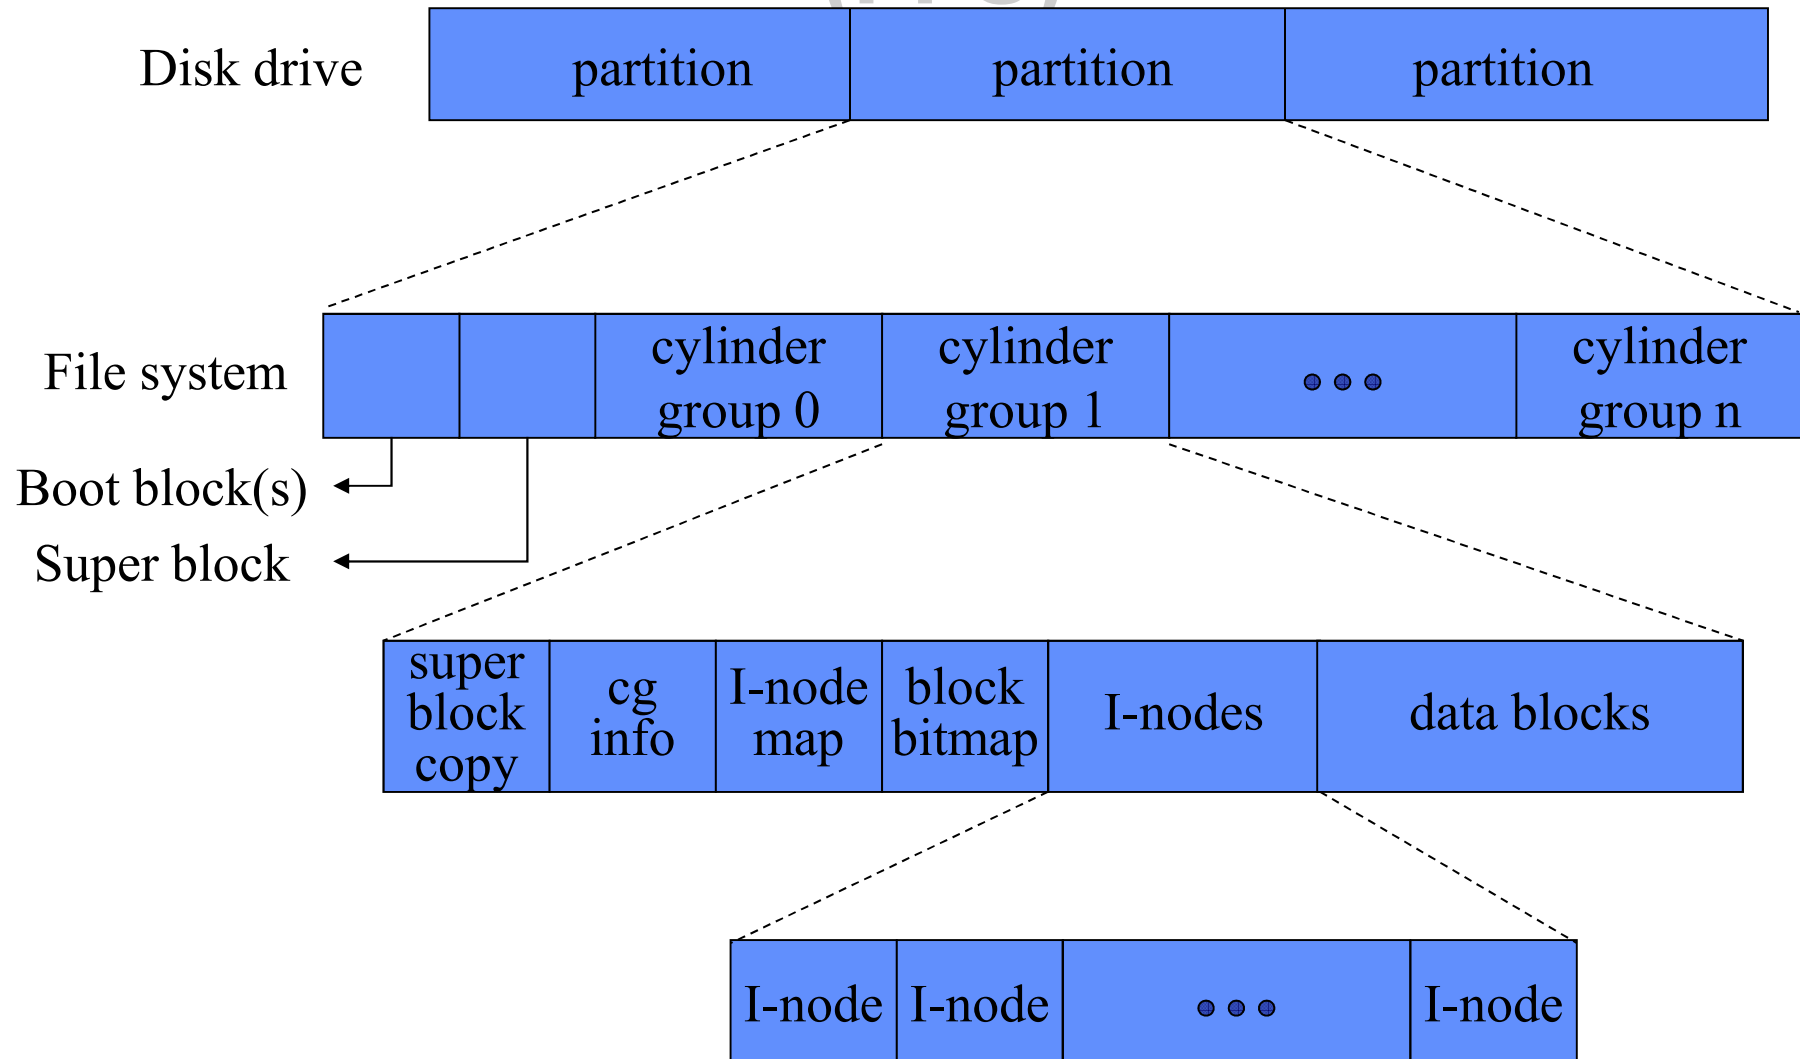 Disk drive
partition
partition
partition
File system
cylinder
group 0
cylinder
group 1
cylinder
group n
Boot block(s)
Super block
super
block
copy
cg
info
I-node
map
block
bitmap
I-nodes
data blocks
I-node
I-node
I-node